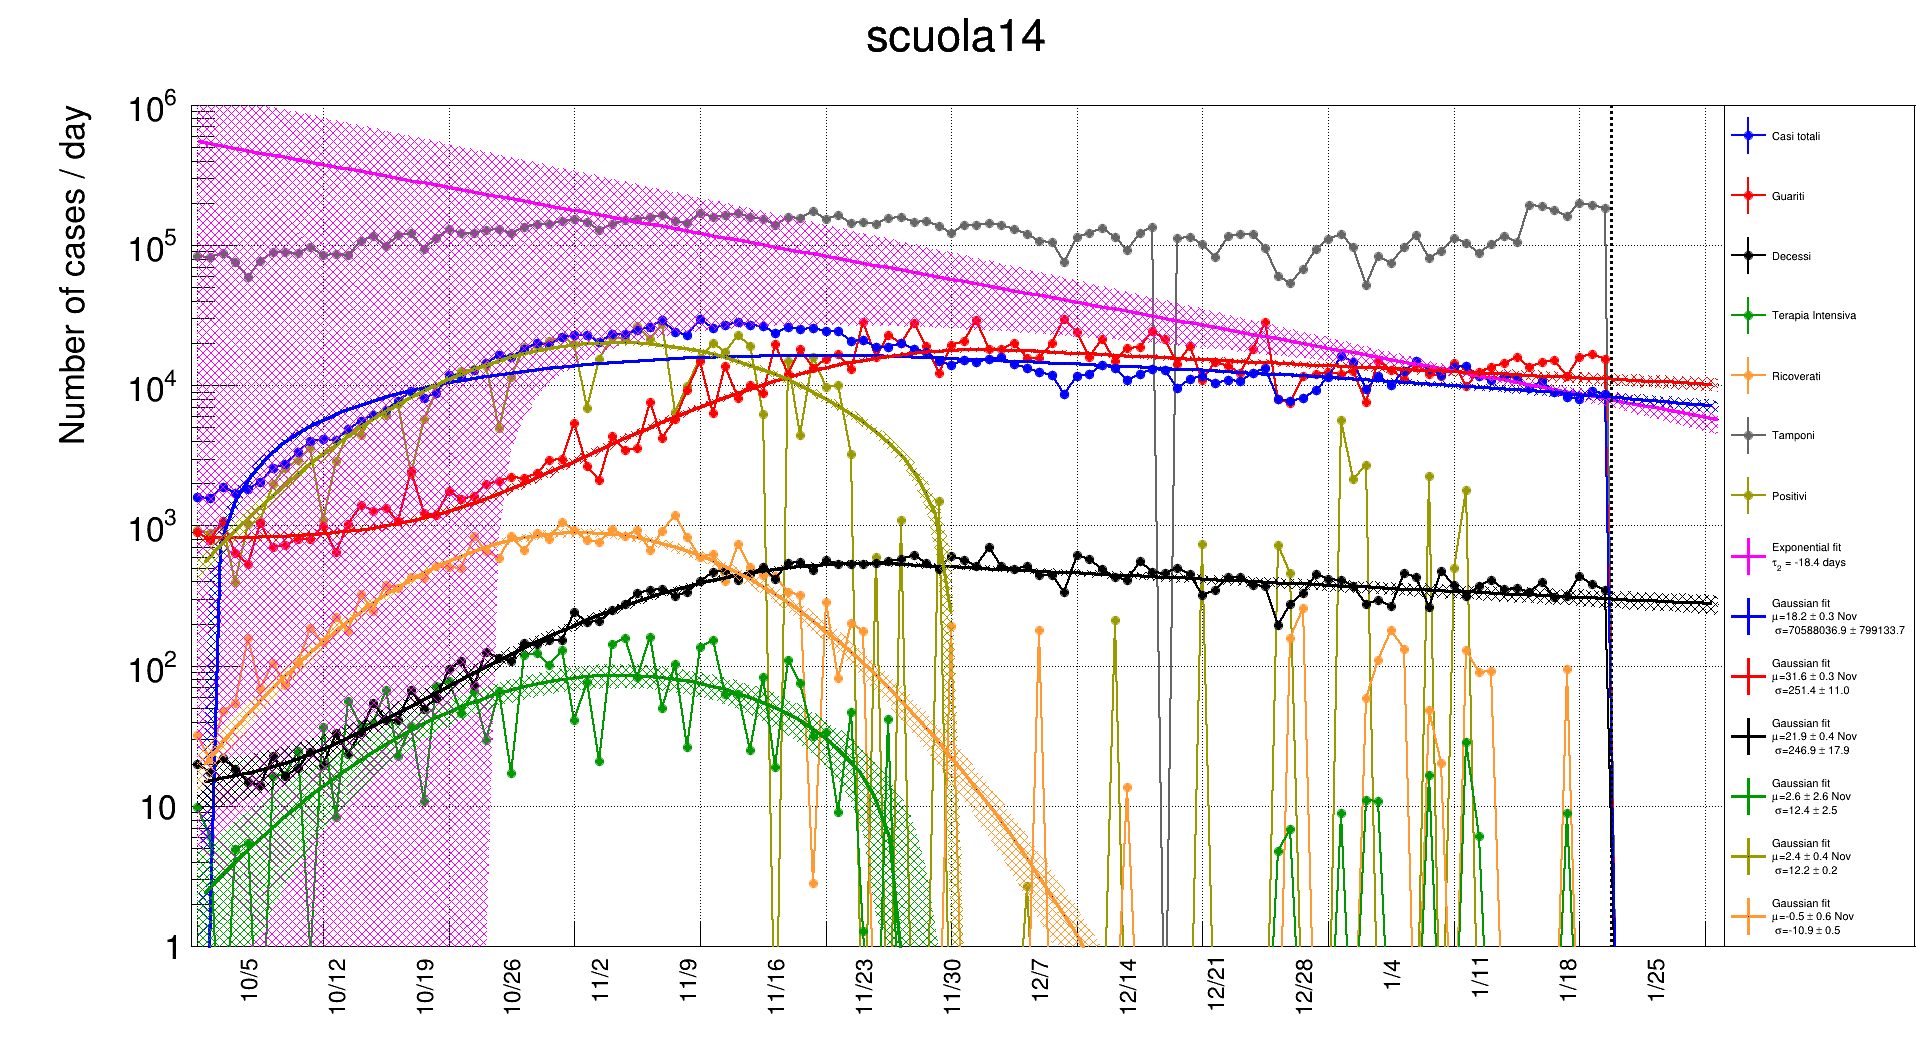 scuola14
Number of cases / day
10^6
10^5
10^4
10^3
10^2
10
1
10/5
10/12
10/19
10/26
11/2
11/9
11/16
11/23
11/30
12/7
12/14
12/21
12/28
1/4
1/11
1/18
1/25
Casi totali
Guariti
Decessi
Terapia Intensiva
Ricoverati
Tamponi
Positivi
Exponential fit
τ_2 = -18.4 days
Gaussian fit
μ=18.2 ± 0.3 Nov
σ=70588036.9 ± 799133.7
Gaussian fit
μ=31.6 ± 0.3 Nov
σ=251.4 ± 11.0
Gaussian fit
μ=21.9 ± 0.4 Nov
σ=246.9 ± 17.9
Gaussian fit
μ=2.6 ± 2.6 Nov
σ=12.4 ± 2.5
Gaussian fit
μ=2.4 ± 0.4 Nov
σ=12.2 ± 0.2
Gaussian fit
μ=-0.5 ± 0.6 Nov
σ=-10.9 ± 0.5